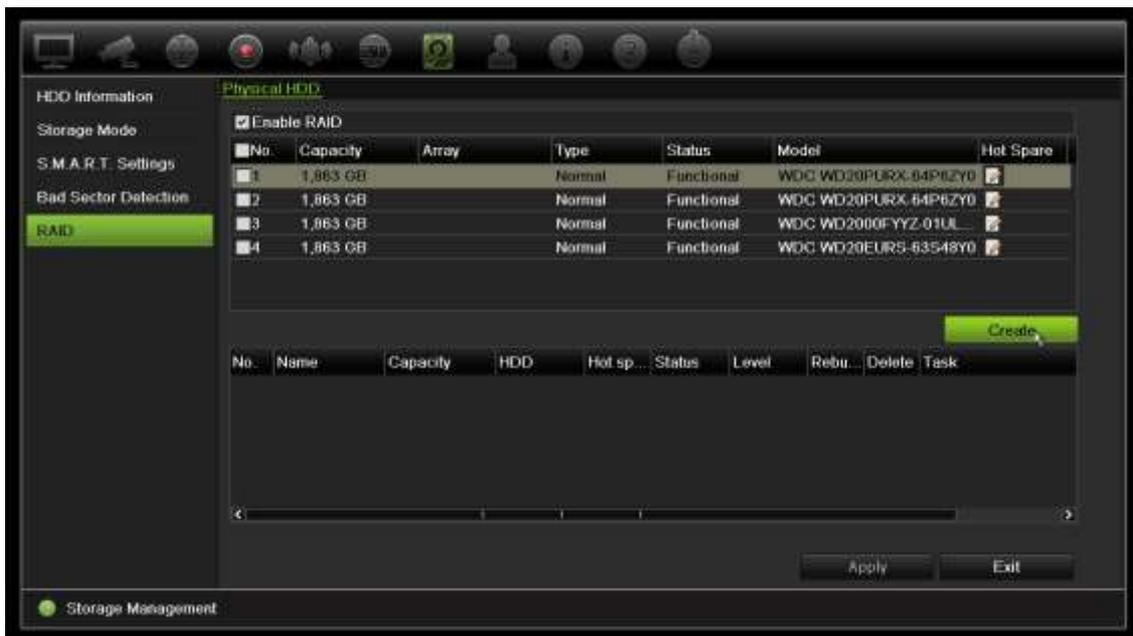 Physical HDD
HDD Information
Storage Mode
S.M.A.R.T. Settings
Bad Sector Detection
RAID
Enable RAID
No. Capacity Array Type Status Model Hot Spare
1 1,863 GB Normal Functional WDC WD20PURX-64P6ZY0
2 1,863 GB Normal Functional WDC WD20PURX-64P6ZY0
3 1,863 GB Normal Functional WDC WD2000FYYZ-01UL...
4 1,863 GB Normal Functional WDC WD20EURS-63S48Y0
Create
No. Name Capacity HDD Hot sp... Status Level Rebu... Delete Task
Apply Exit
Storage Management